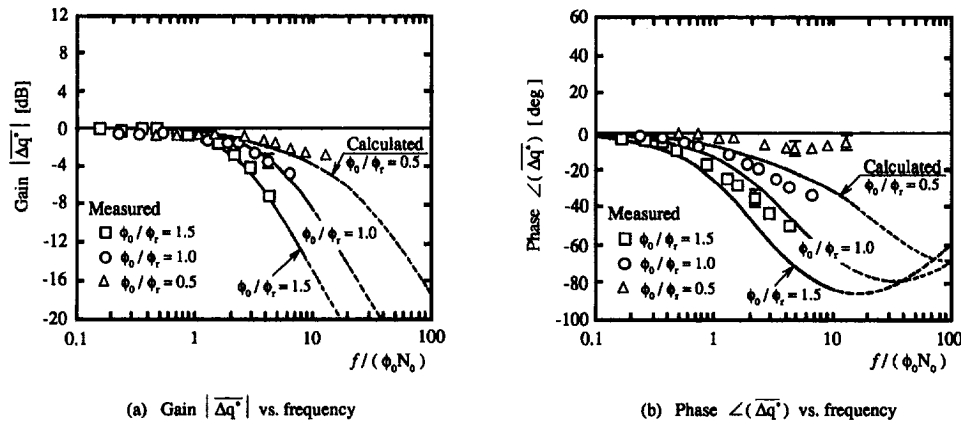 12
8
4
0
-4
-8
-12
-16
-20
Gain |Δq*| [dB]
Calculated
ϕ₀/ϕᵣ = 0.5
Measured
□ ϕ₀/ϕᵣ = 1.5
○ ϕ₀/ϕᵣ = 1.0
△ ϕ₀/ϕᵣ = 0.5
ϕ₀/ϕᵣ = 1.0
ϕ₀/ϕᵣ = 1.5
0.1 1 10 100
f/(ϕ₀N₀)
(a) Gain |Δq*| vs. frequency
60
40
20
0
-20
-40
-60
-80
-100
Phase ∠(Δq*) [deg]
Calculated
ϕ₀/ϕᵣ = 0.5
Measured
□ ϕ₀/ϕᵣ = 1.5
○ ϕ₀/ϕᵣ = 1.0
△ ϕ₀/ϕᵣ = 0.5
ϕ₀/ϕᵣ = 1.0
ϕ₀/ϕᵣ = 1.5
0.1 1 10 100
f/(ϕ₀N₀)
(b) Phase ∠(Δq*) vs. frequency